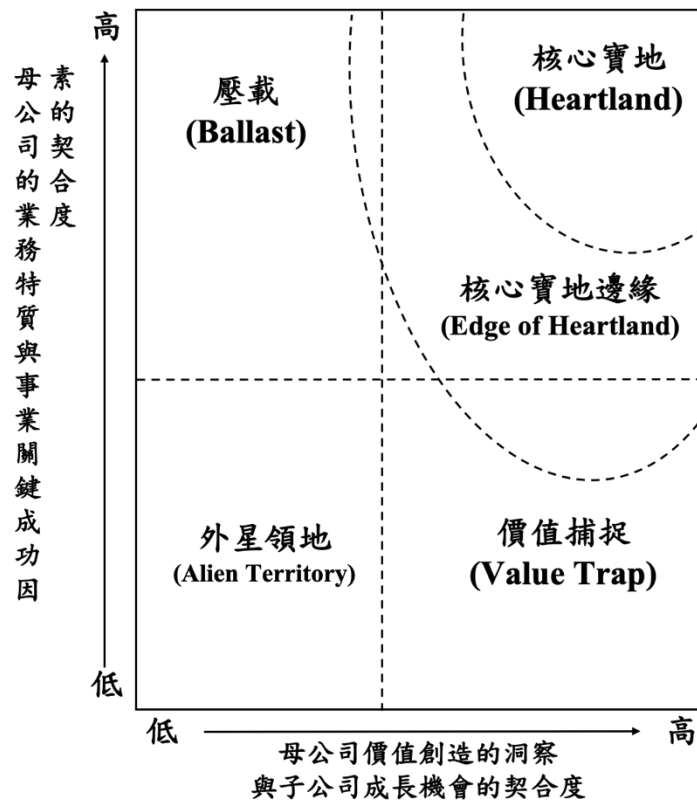 高
母公司的業務特質與事業關鍵成功因
素的契合度
低
壓載
(Ballast)
核心寶地
(Heartland)
核心寶地邊緣
(Edge of Heartland)
外星領地
(Alien Territory)
價值捕捉
(Value Trap)
低
高
母公司價值創造的洞察
與子公司成長機會的契合度